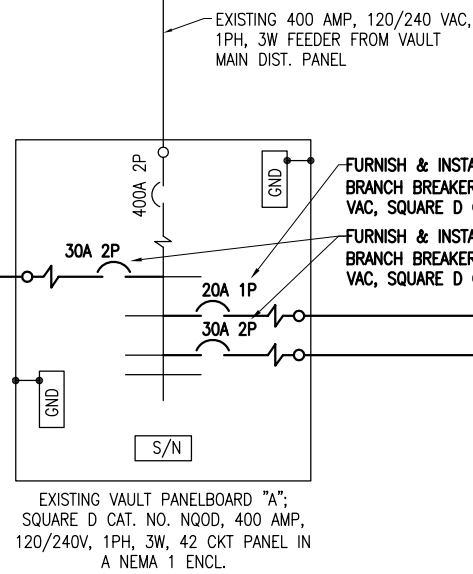 EXISTING 400 AMP, 120/240 VAC,
1PH, 3W FEEDER FROM VAULT
MAIN DIST. PANEL
400A 2P
GND
FURNISH &
BRANCH BREAKER
VAC, SQUARE D
FURNISH &
BRANCH BREAKER
VAC, SQUARE D
30A 2P
20A 1P
30A 2P
GND
S/N
EXISTING VAULT PANELBOARD "A";
SQUARE D CAT. NO. NQOD, 400 AMP,
120/240V, 1PH, 3W, 42 CKT PANEL IN
A NEMA 1 ENCL.